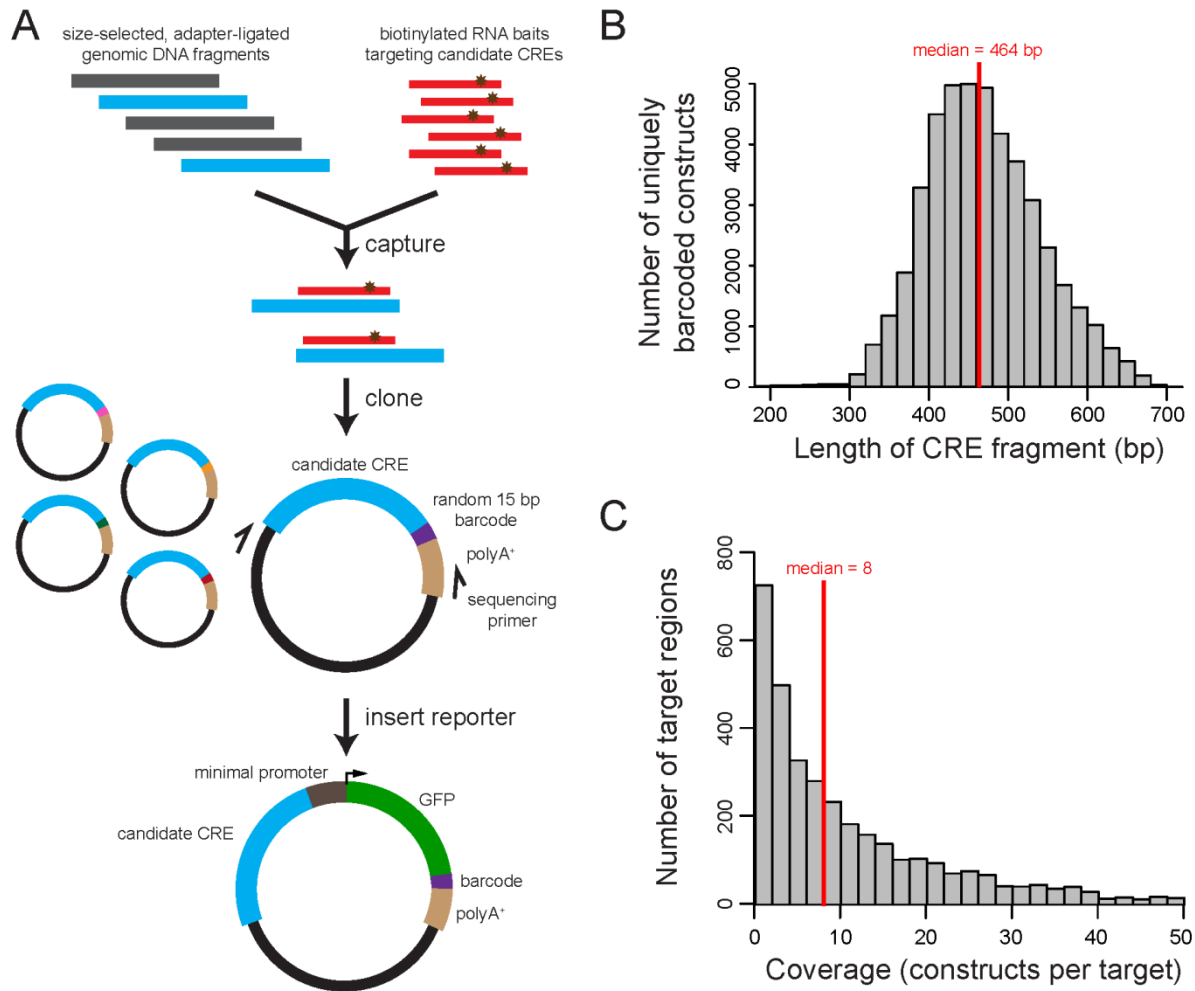 A
size-selected, adapter-ligated
genomic DNA fragments
biotinylated RNA baits
targeting candidate CREs
capture
clone
candidate CRE
random 15 bp
barcode
polyA⁺
sequencing
primer
insert reporter
minimal promoter
GFP
candidate CRE
barcode
polyA⁺
B
median = 464 bp
Number of uniquely
barcoded constructs
5000
4000
3000
2000
1000
0
200 300 400 500 600 700
Length of CRE fragment (bp)
C
median = 8
Number of target regions
800
600
400
200
0
0 10 20 30 40 50
Coverage (constructs per target)